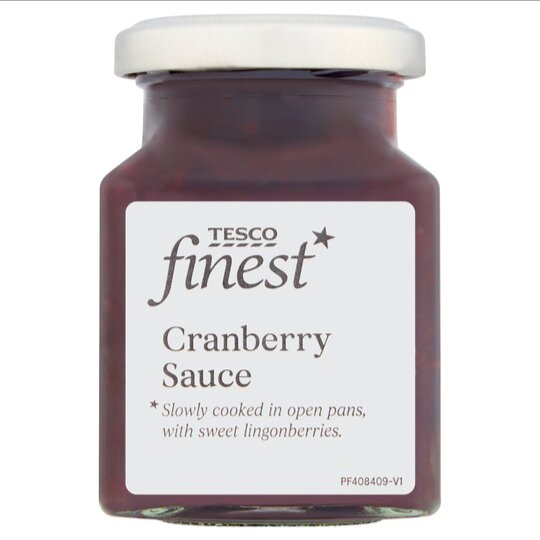 TESCO
finest*
Cranberry
Sauce
*Slowly cooked in open pans,
with sweet lingonberries.
PF408409-V1